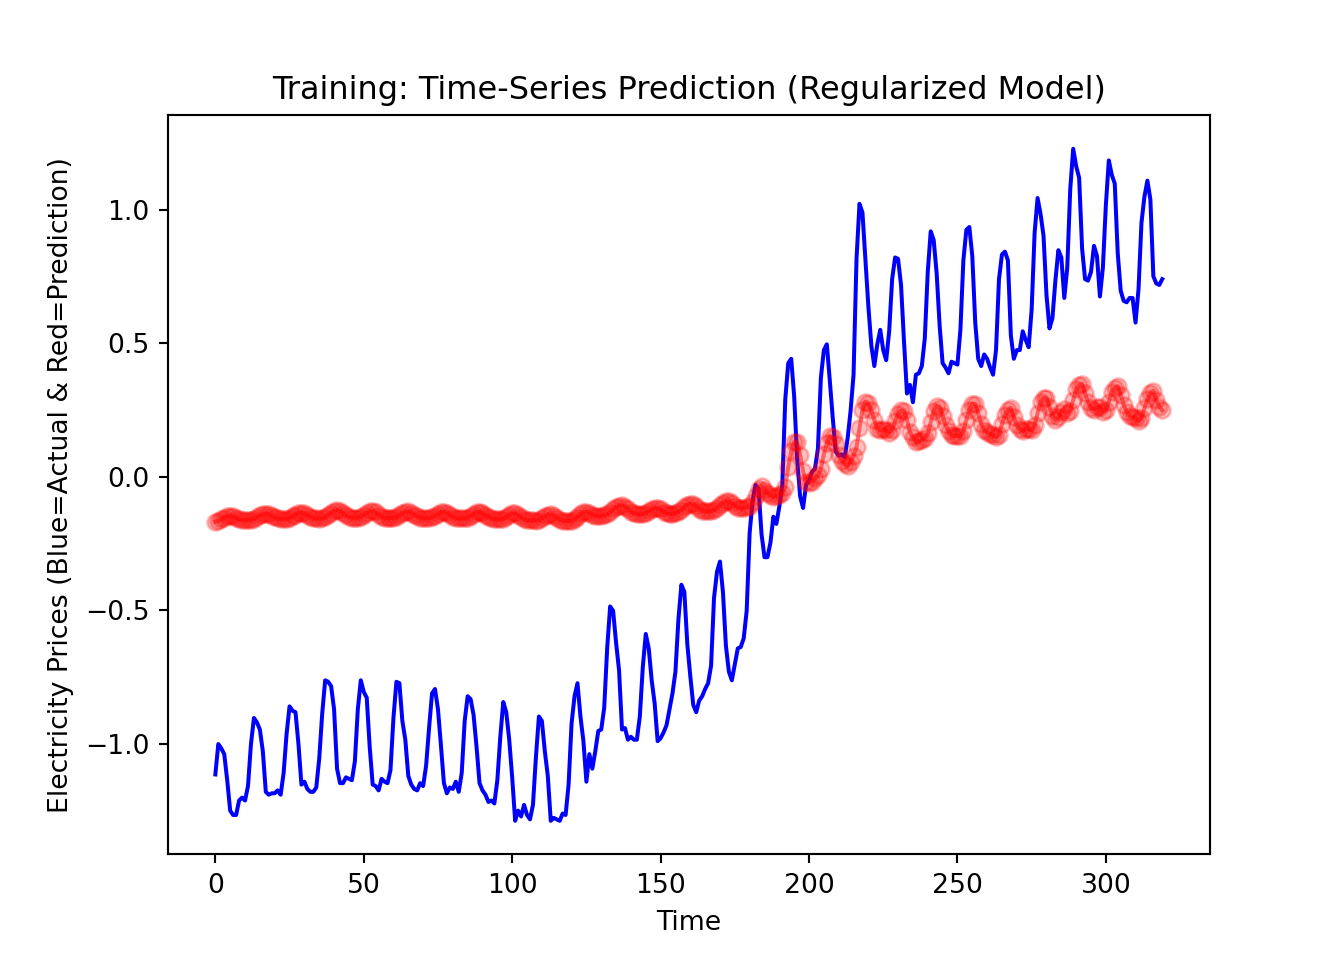 Training: Time-Series Prediction (Regularized Model)
Electricity Prices (Blue=Actual & Red=Prediction)
1.0
0.5
0.0
−0.5
−1.0
0 50 100 150 200 250 300
Time